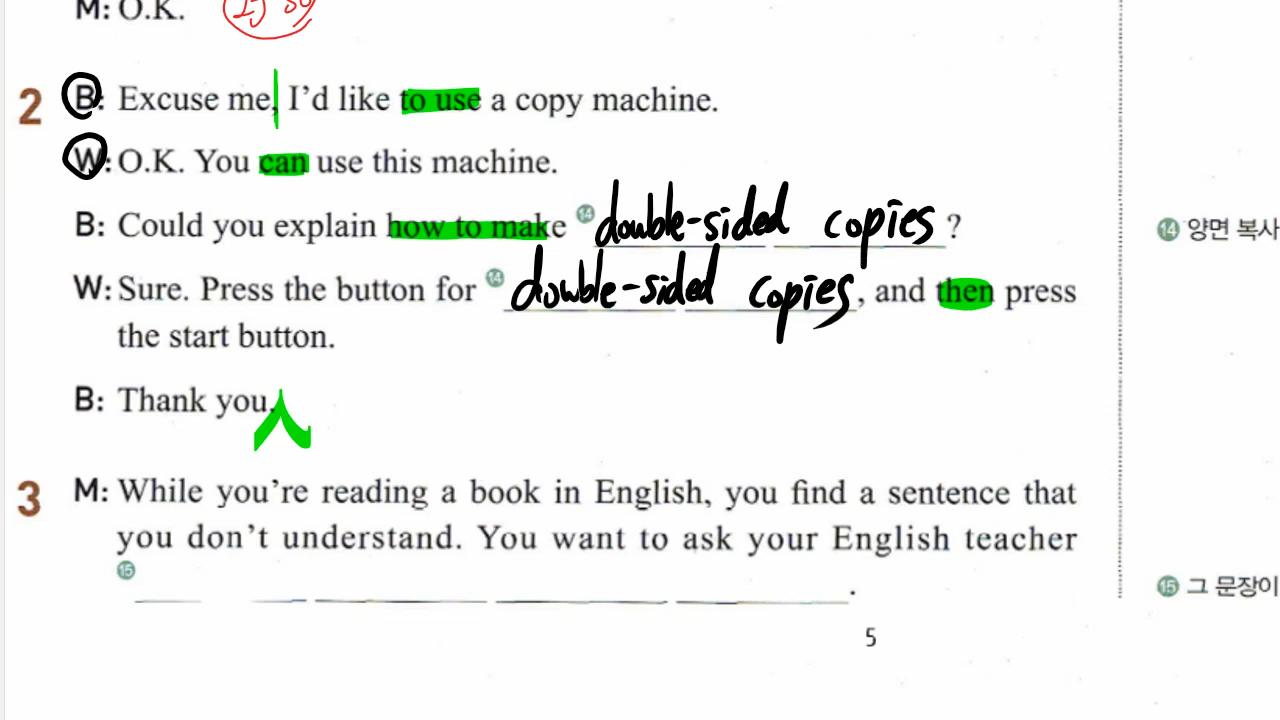 M: O.K.
2 B: Excuse me, I'd like to use a copy machine.
W: O.K. You can use this machine.
B: Could you explain how to make ⑭ double-sided copies ?
W: Sure. Press the button for ⑭ double-sided copies, and then press
the start button.
B: Thank you.
3 M: While you're reading a book in English, you find a sentence that
you don't understand. You want to ask your English teacher
⑮
.
5
⑭ 양면 복사
⑮ 그 문장이